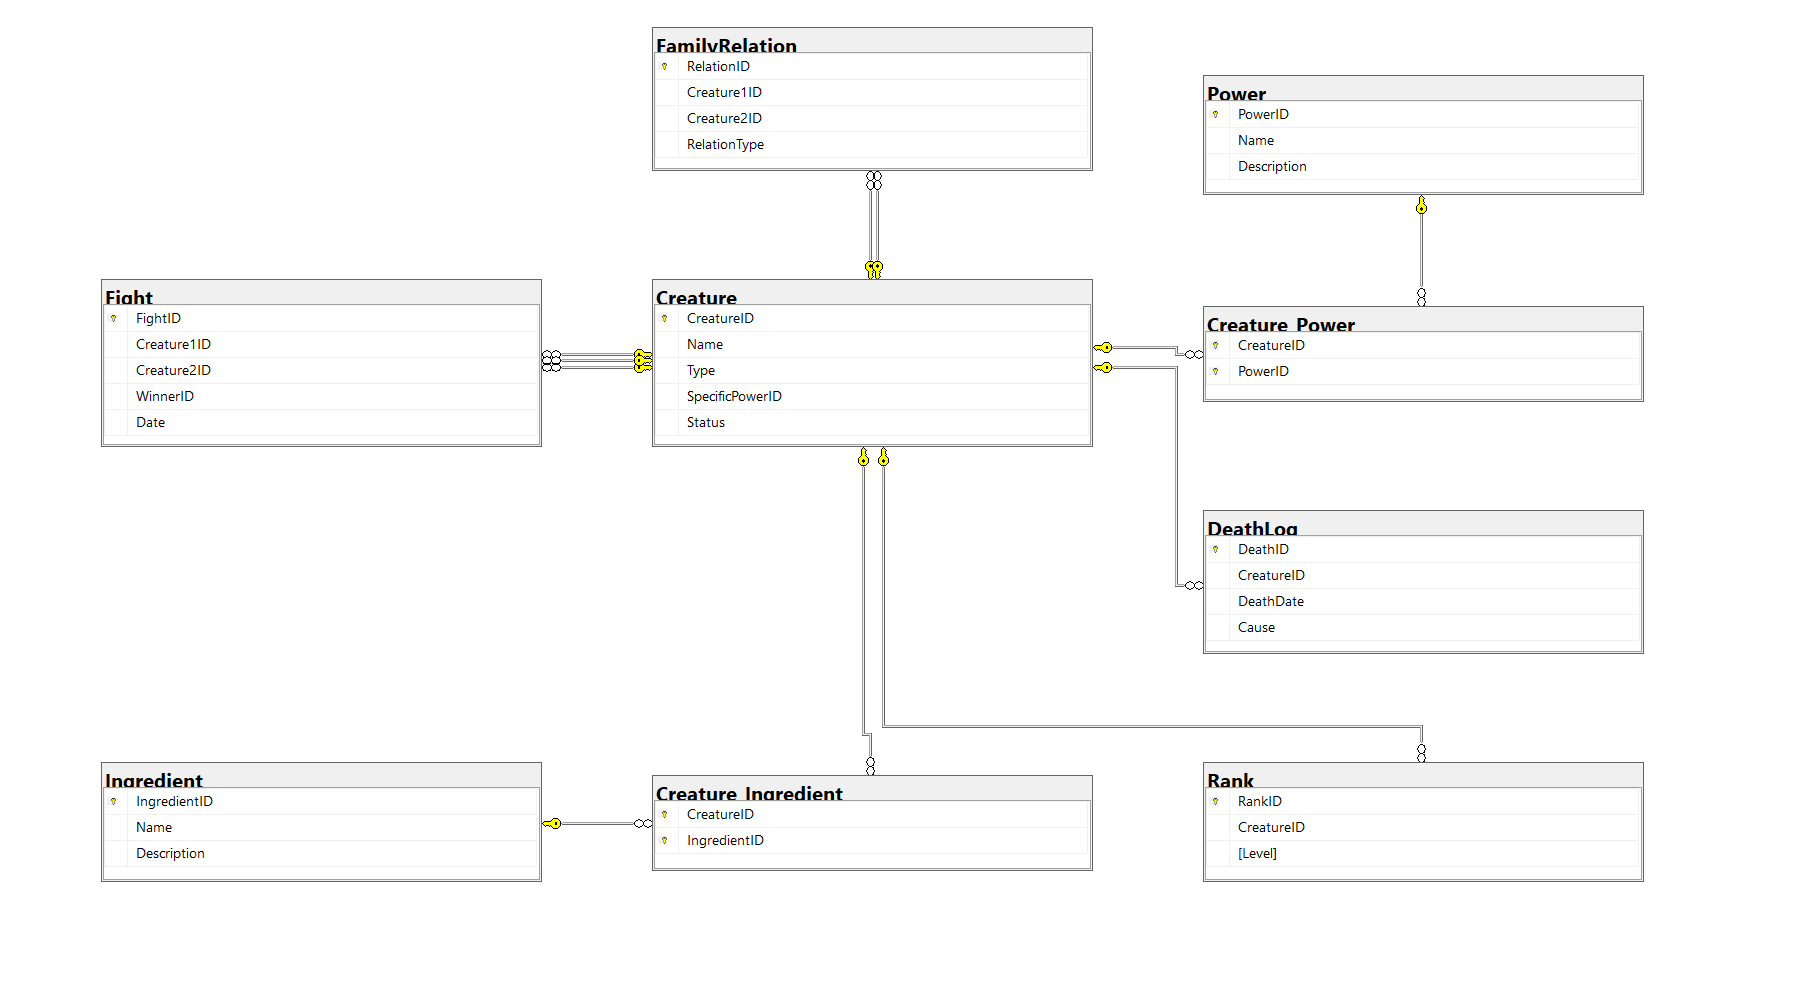 FamilyRelation
RelationID
Creature1ID
Creature2ID
RelationType
Power
PowerID
Name
Description
Fight
FightID
Creature1ID
Creature2ID
WinnerID
Date
Creature
CreatureID
Name
Type
SpecificPowerID
Status
Creature_Power
CreatureID
PowerID
DeathLog
DeathID
CreatureID
DeathDate
Cause
Ingredient
IngredientID
Name
Description
Creature_Ingredient
CreatureID
IngredientID
Rank
RankID
CreatureID
[Level]